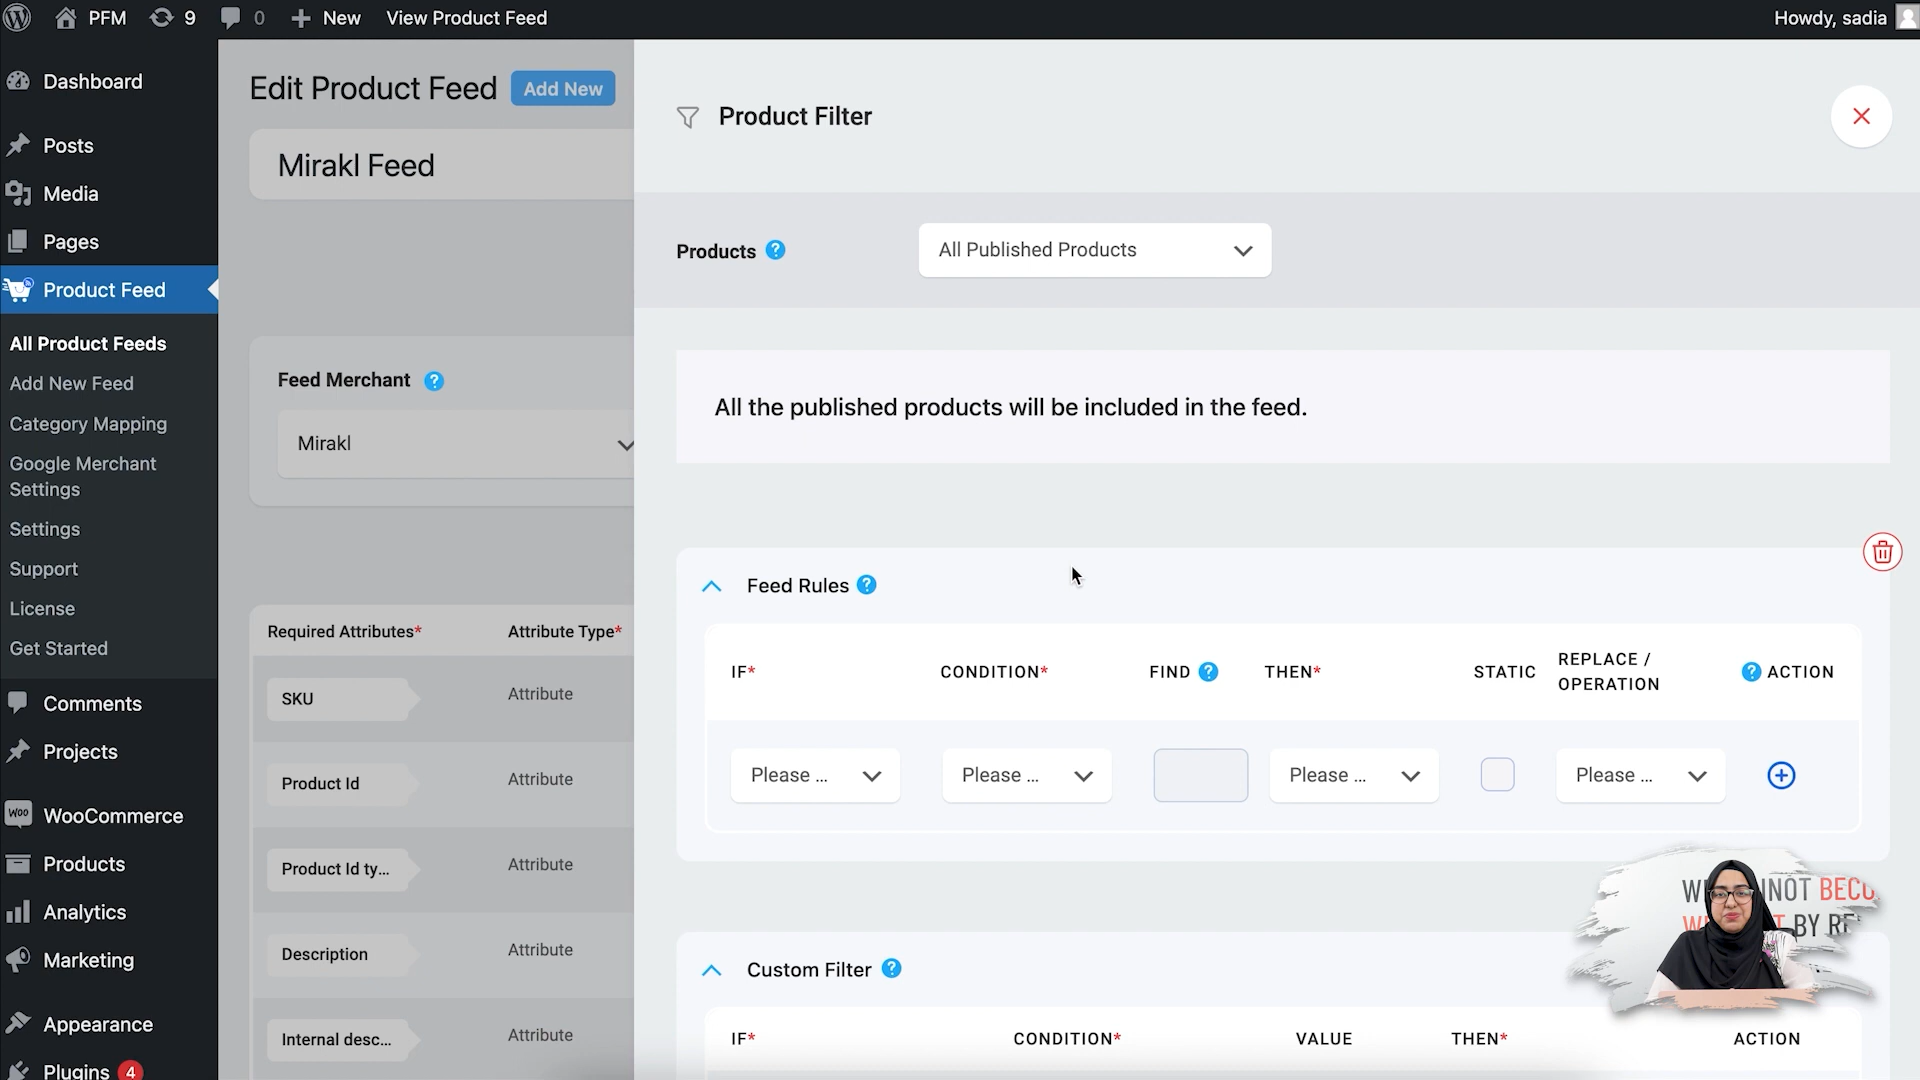 PFM
9
0
New
View Product Feed
Howdy, sadia
Dashboard
Posts
Media
Pages
Product Feed
All Product Feeds
Add New Feed
Category Mapping
Google Merchant
Settings
Settings
Support
License
Get Started
Comments
Projects
WooCommerce
Products
Analytics
Marketing
Appearance
Plugins 4
Edit Product Feed
Add New
Mirakl Feed
Feed Merchant ?
Mirakl
Required Attributes*
Attribute Type*
SKU
Attribute
Product Id
Attribute
Product Id ty...
Attribute
Description
Attribute
Internal desc...
Attribute
Product Filter
Products ?
All Published Products
All the published products will be included in the feed.
Feed Rules ?
IF*
CONDITION*
FIND ?
THEN*
STATIC
REPLACE /
OPERATION
? ACTION
Please ...
Please ...
Please ...
Please ...
Custom Filter ?
IF*
CONDITION*
VALUE
THEN*
ACTION